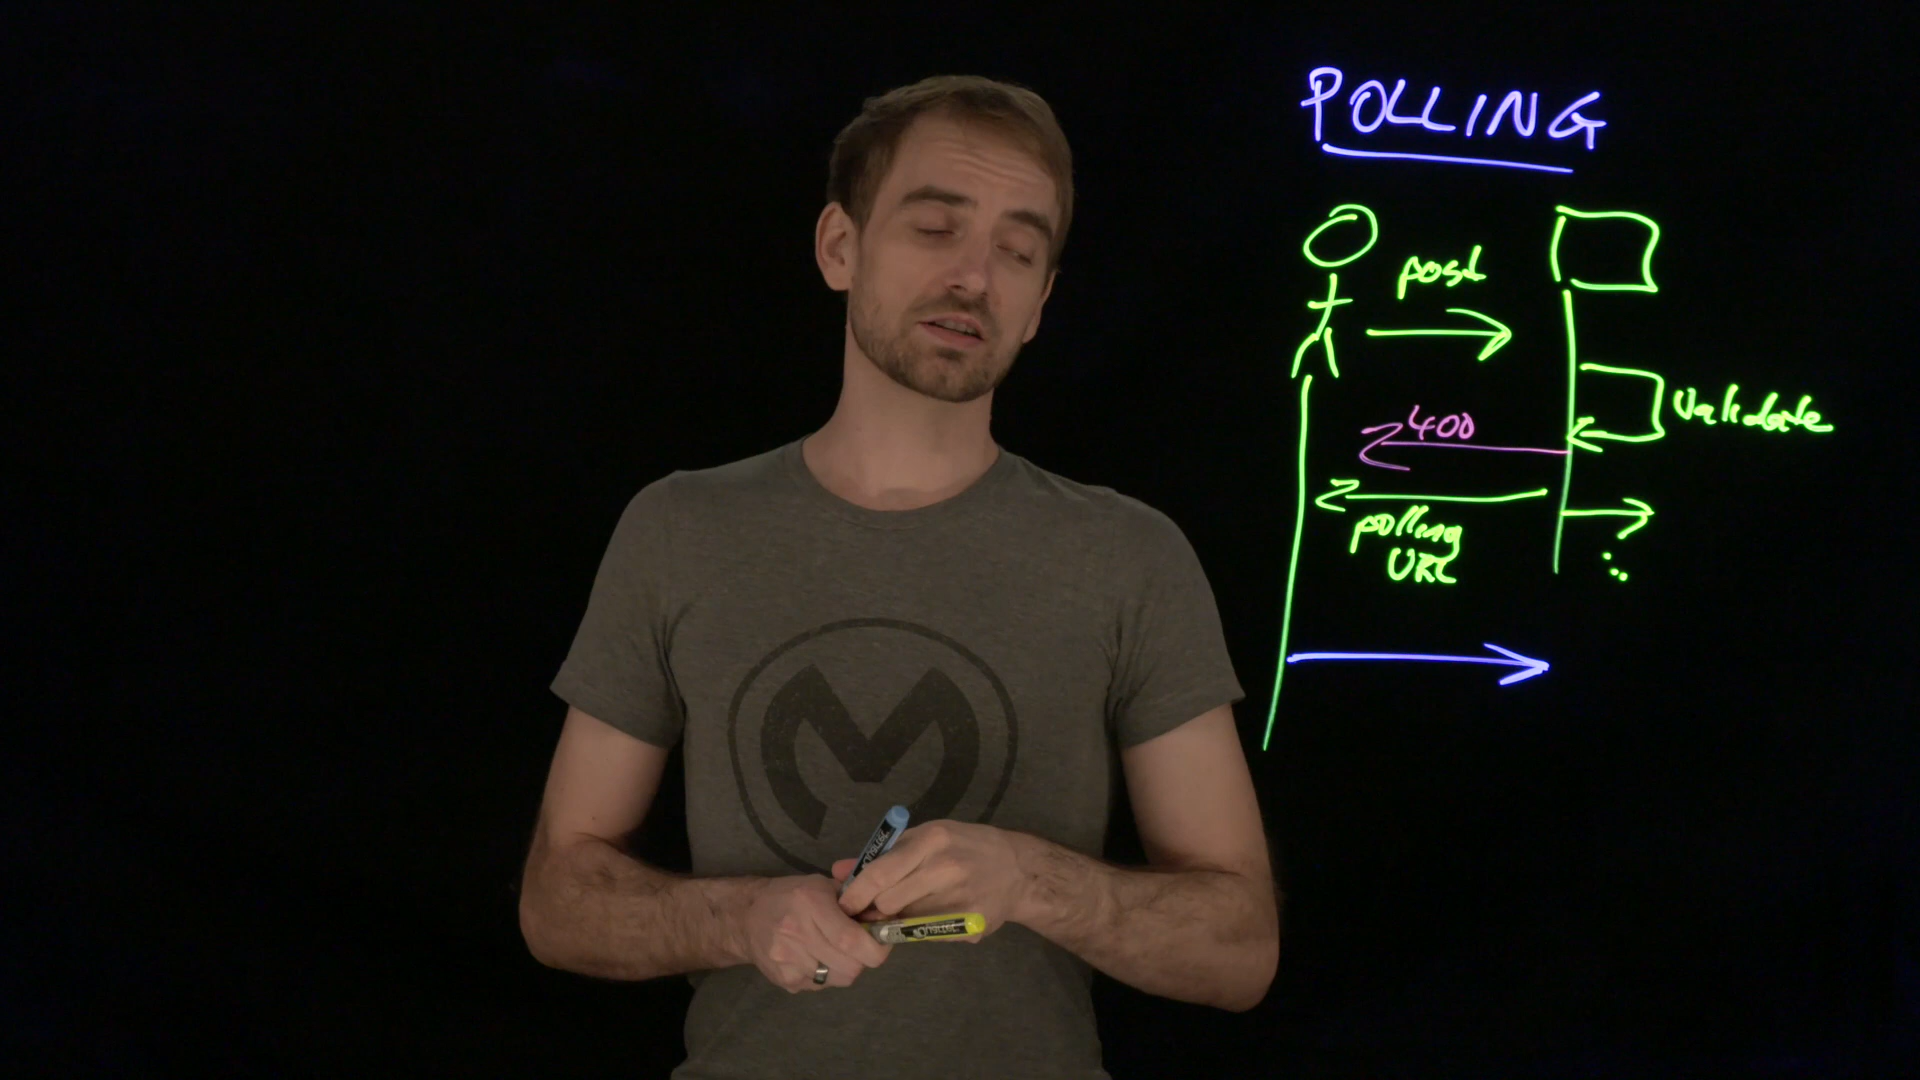 POLLING
post
400
Validate
polling
URL
?
M